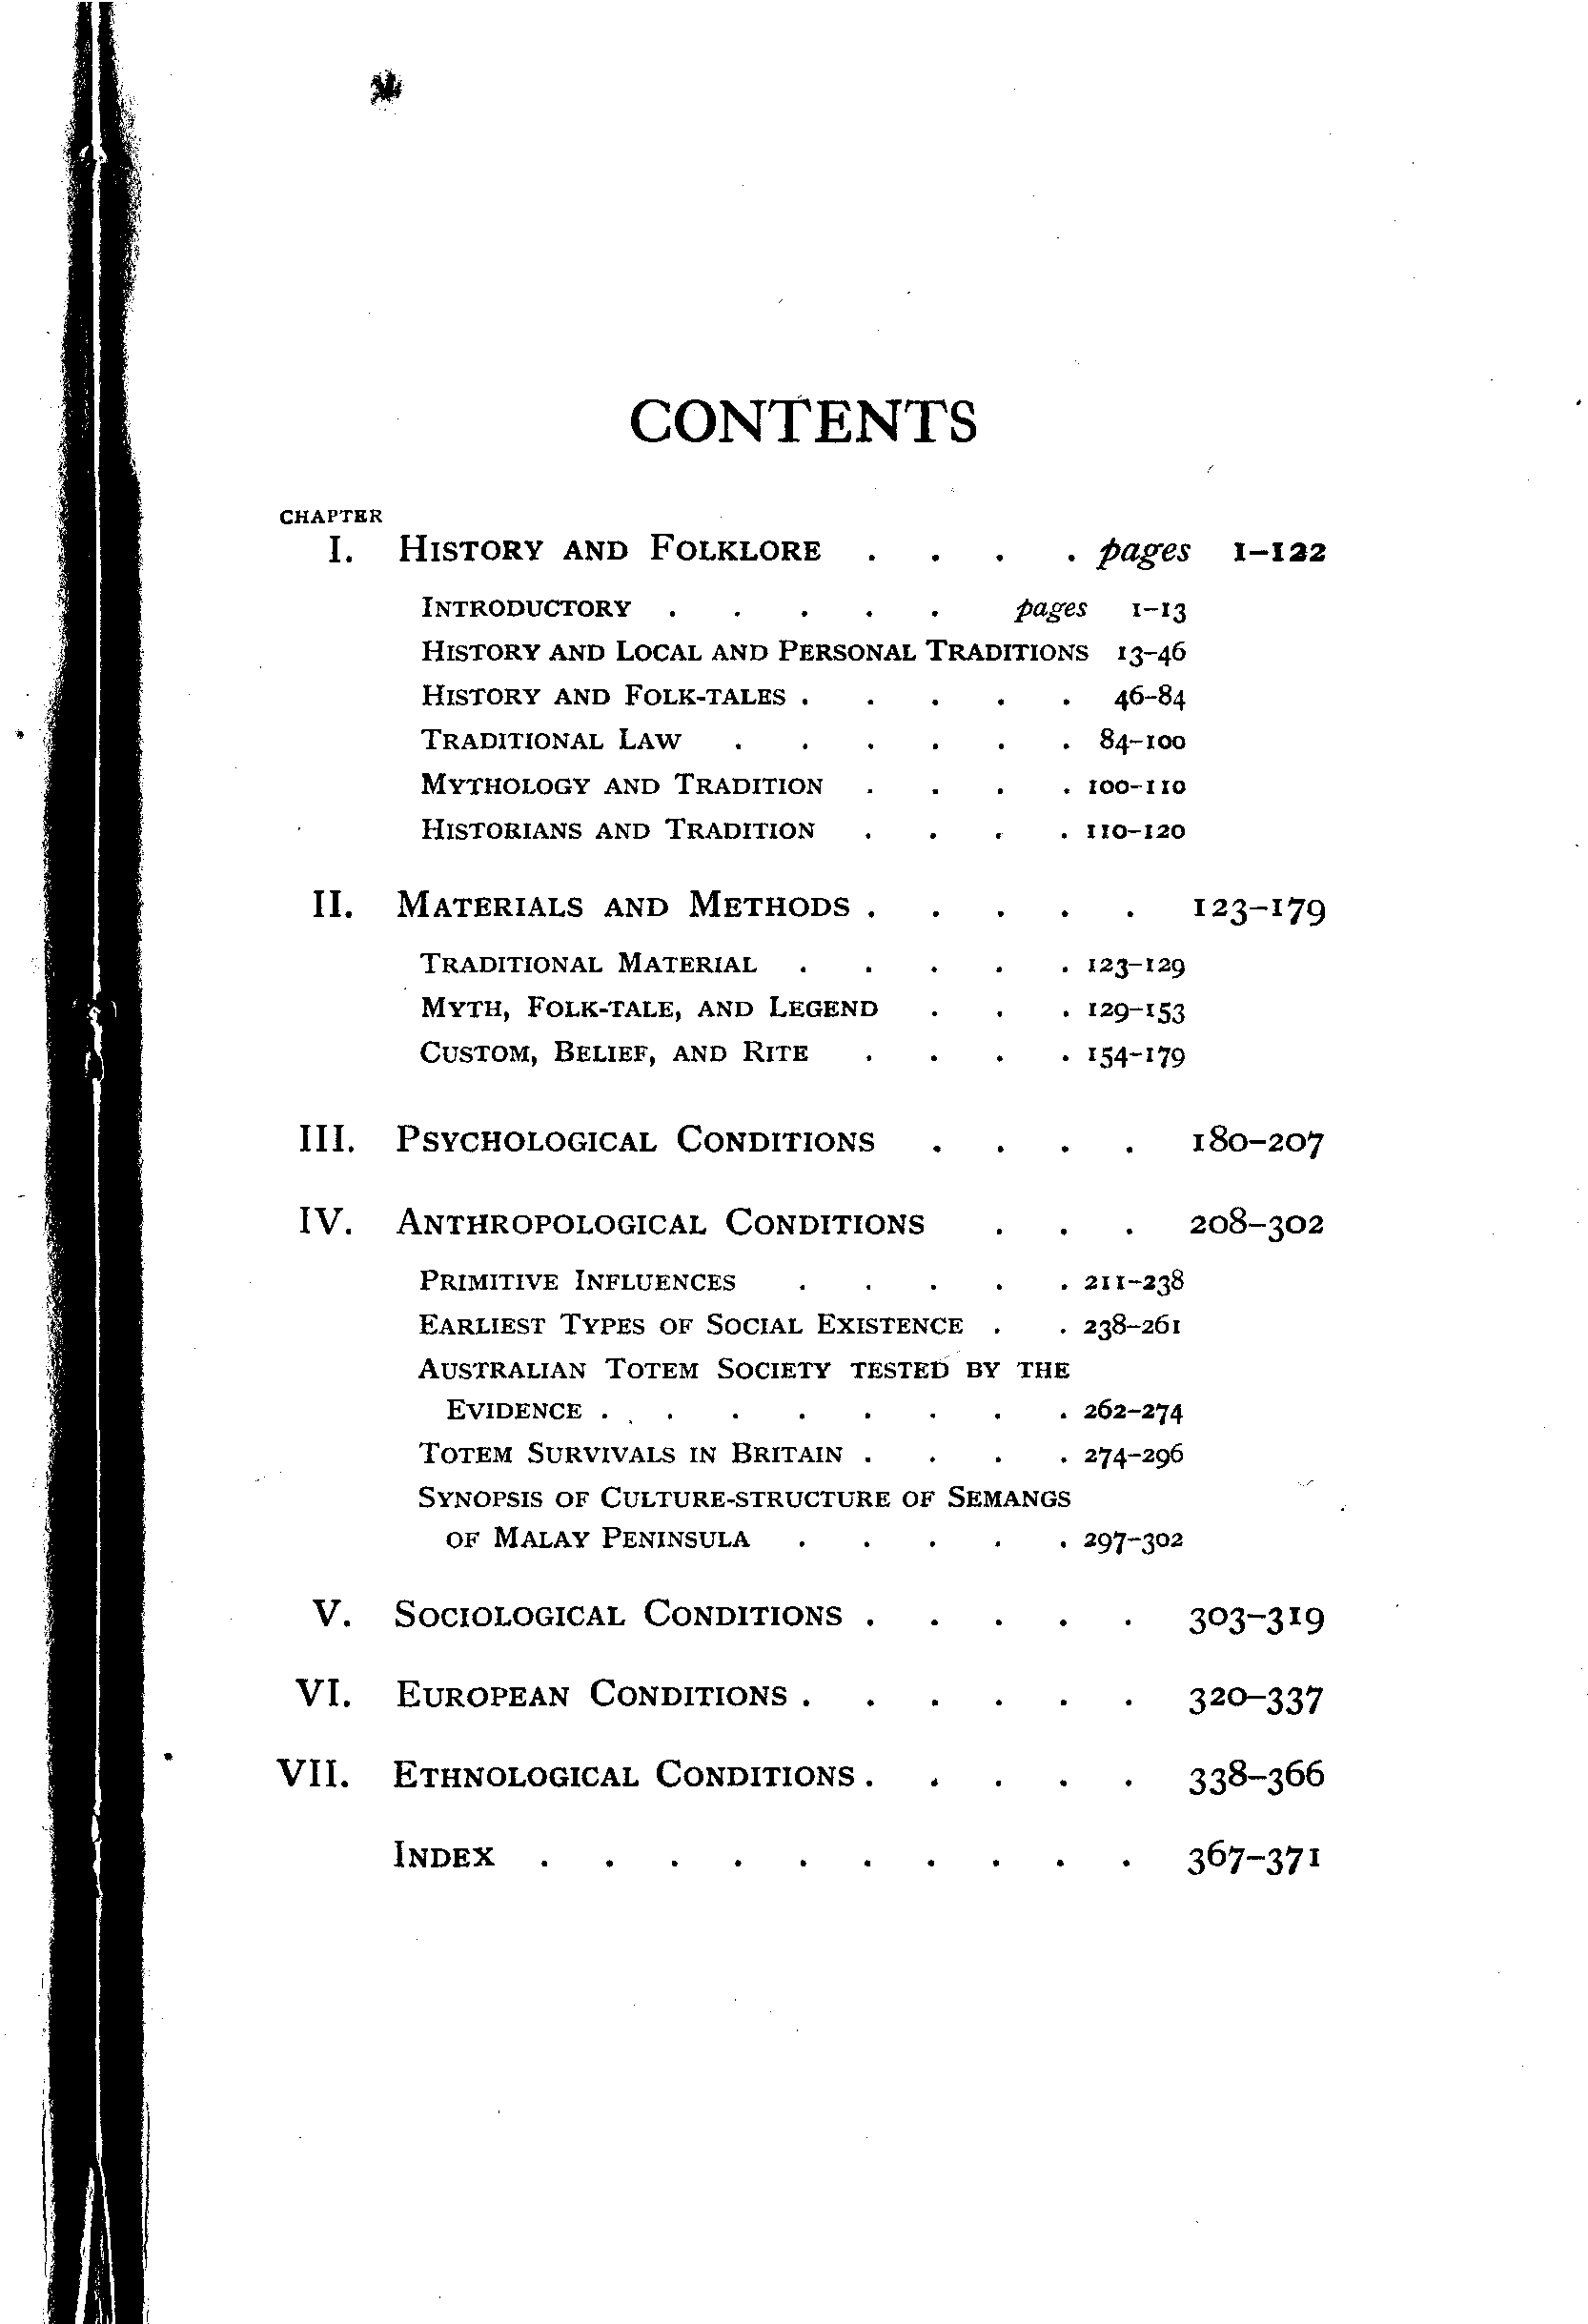 CONTENTS
CHAPTER
I. HISTORY AND FOLKLORE . . . . pages 1–122
INTRODUCTORY . . . . . pages 1–13
HISTORY AND LOCAL AND PERSONAL TRADITIONS 13–46
HISTORY AND FOLK-TALES . . . . . 46–84
TRADITIONAL LAW . . . . . . 84–100
MYTHOLOGY AND TRADITION . . . . 100–110
HISTORIANS AND TRADITION . . . . 110–120
II. MATERIALS AND METHODS . . . . . 123–179
TRADITIONAL MATERIAL . . . . . 123–129
MYTH, FOLK-TALE, AND LEGEND . . . 129–153
CUSTOM, BELIEF, AND RITE . . . . 154–179
III. PSYCHOLOGICAL CONDITIONS . . . . 180–207
IV. ANTHROPOLOGICAL CONDITIONS . . . 208–302
PRIMITIVE INFLUENCES . . . . . 211–238
EARLIEST TYPES OF SOCIAL EXISTENCE . . 238–261
AUSTRALIAN TOTEM SOCIETY TESTED BY THE
EVIDENCE . . . . . . . . 262–274
TOTEM SURVIVALS IN BRITAIN . . . . 274–296
SYNOPSIS OF CULTURE-STRUCTURE OF SEMANGS
OF MALAY PENINSULA . . . . . 297–302
V. SOCIOLOGICAL CONDITIONS . . . . . 303–319
VI. EUROPEAN CONDITIONS . . . . . . 320–337
VII. ETHNOLOGICAL CONDITIONS . . . . . 338–366
INDEX . . . . . . . . . . 367–371